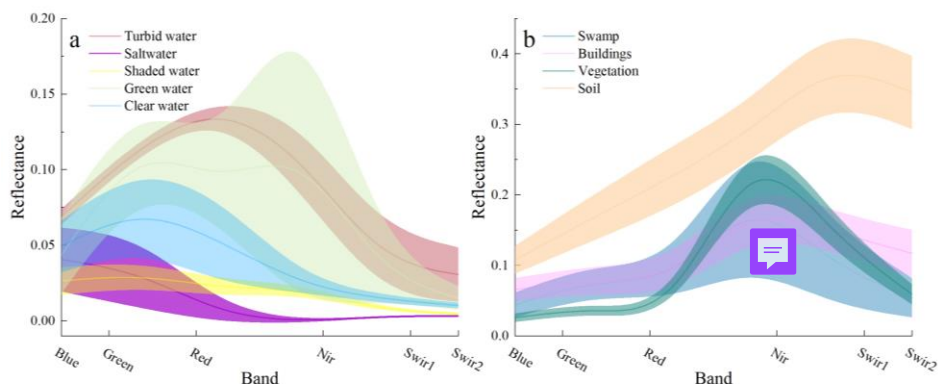 a
Turbid water
Saltwater
Shaded water
Green water
Clear water
0.20
0.15
0.10
0.05
0.00
Reflectance
Blue
Green
Red
Nir
Swir1
Swir2
Band
b
Swamp
Buildings
Vegetation
Soil
0.4
0.3
0.2
0.1
0.0
Reflectance
Blue
Green
Red
Nir
Swir1
Swir2
Band